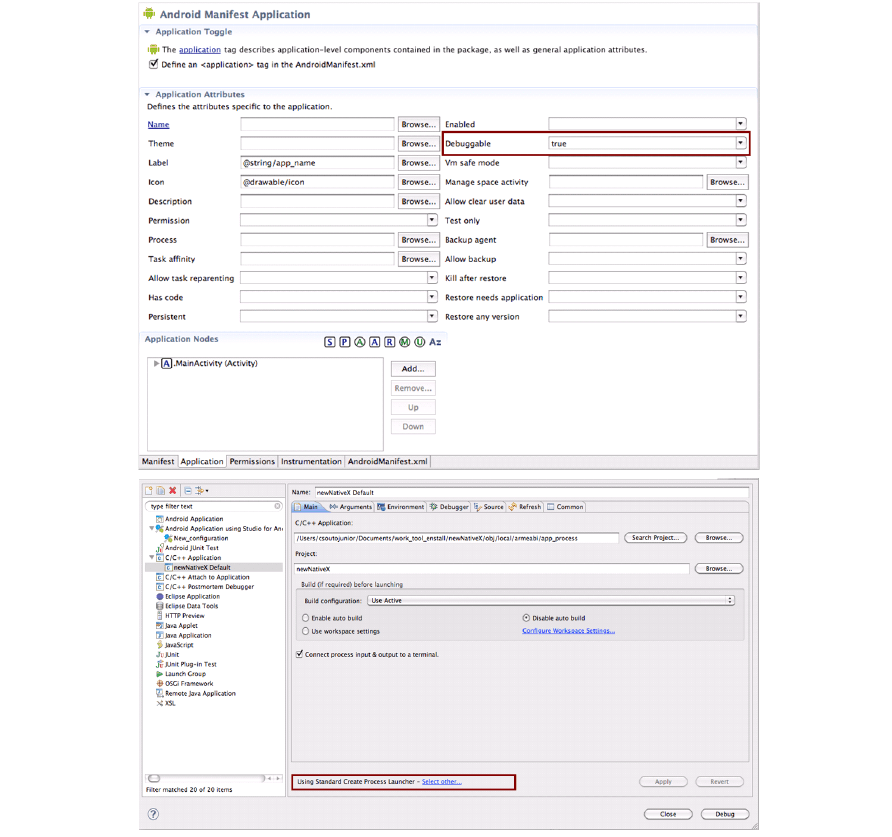 Android Manifest Application
Application Toggle
The application tag describes application-level components contained in the package, as well as general application attributes.
Define an <application> tag in the AndroidManifest.xml
Application Attributes
Defines the attributes specific to the application.
Name Browse... Enabled
Theme Browse... Debuggable true
Label @string/app_name Browse... Vm safe mode
Icon @drawable/icon Browse... Manage space activity Browse...
Description Browse... Allow clear user data
Permission Test only
Process Browse... Backup agent Browse...
Task affinity Browse... Allow backup
Allow task reparenting Kill after restore
Has code Restore needs application
Persistent Restore any version
Application Nodes S P A A R M U Az
A .MainActivity (Activity)
Add...
Remove...
Up
Down
Manifest Application Permissions Instrumentation AndroidManifest.xml
type filter text
Android Application
Android Application using Studio for An
New_configuration
Android JUnit Test
C/C++ Application
newNativeX Default
C/C++ Attach to Application
C/C++ Postmortem Debugger
Eclipse Application
Eclipse Data Tools
HTTP Preview
Java Applet
Java Application
JavaScript
JUnit
JUnit Plug-in Test
Launch Group
OSGi Framework
Remote Java Application
XSL
Filter matched 20 of 20 items
Name: newNativeX Default
Main Arguments Environment Debugger Source Refresh Common
C/C++ Application:
/Users/csoutojunior/Documents/work_tool_enstall/newNativeX/obj/local/armeabi/app_process Search Project... Browse...
Project:
newNativeX Browse...
Build (if required) before launching
Build configuration: Use Active
Enable auto build Disable auto build
Use workspace settings Configure Workspace Settings...
Connect process input & output to a terminal.
Using Standard Create Process Launcher - Select other... Apply Revert
? Close Debug